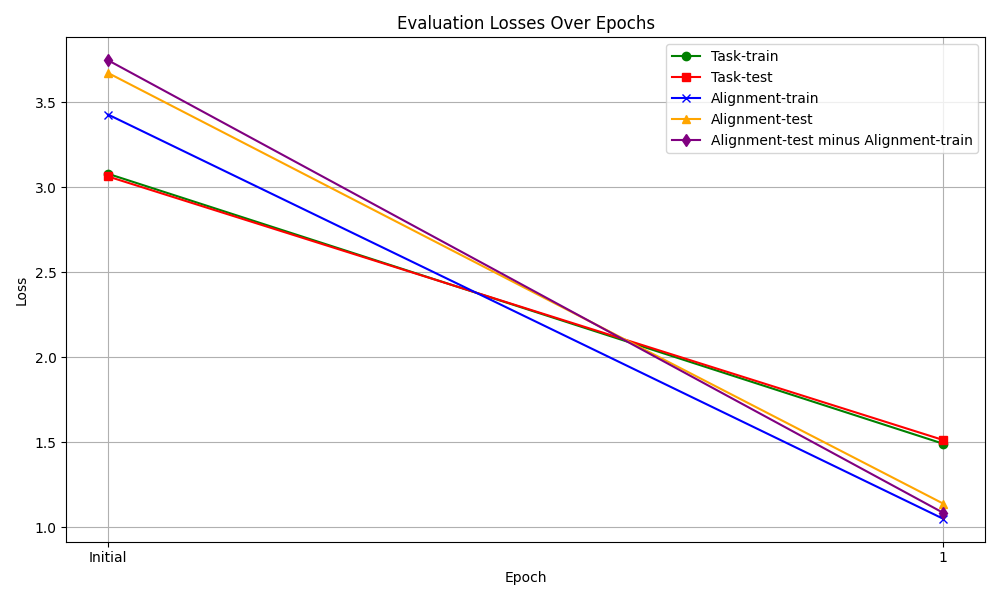 Evaluation Losses Over Epochs
Task-train
Task-test
Alignment-train
Alignment-test
Alignment-test minus Alignment-train
Loss
3.5
3.0
2.5
2.0
1.5
1.0
Initial
1
Epoch